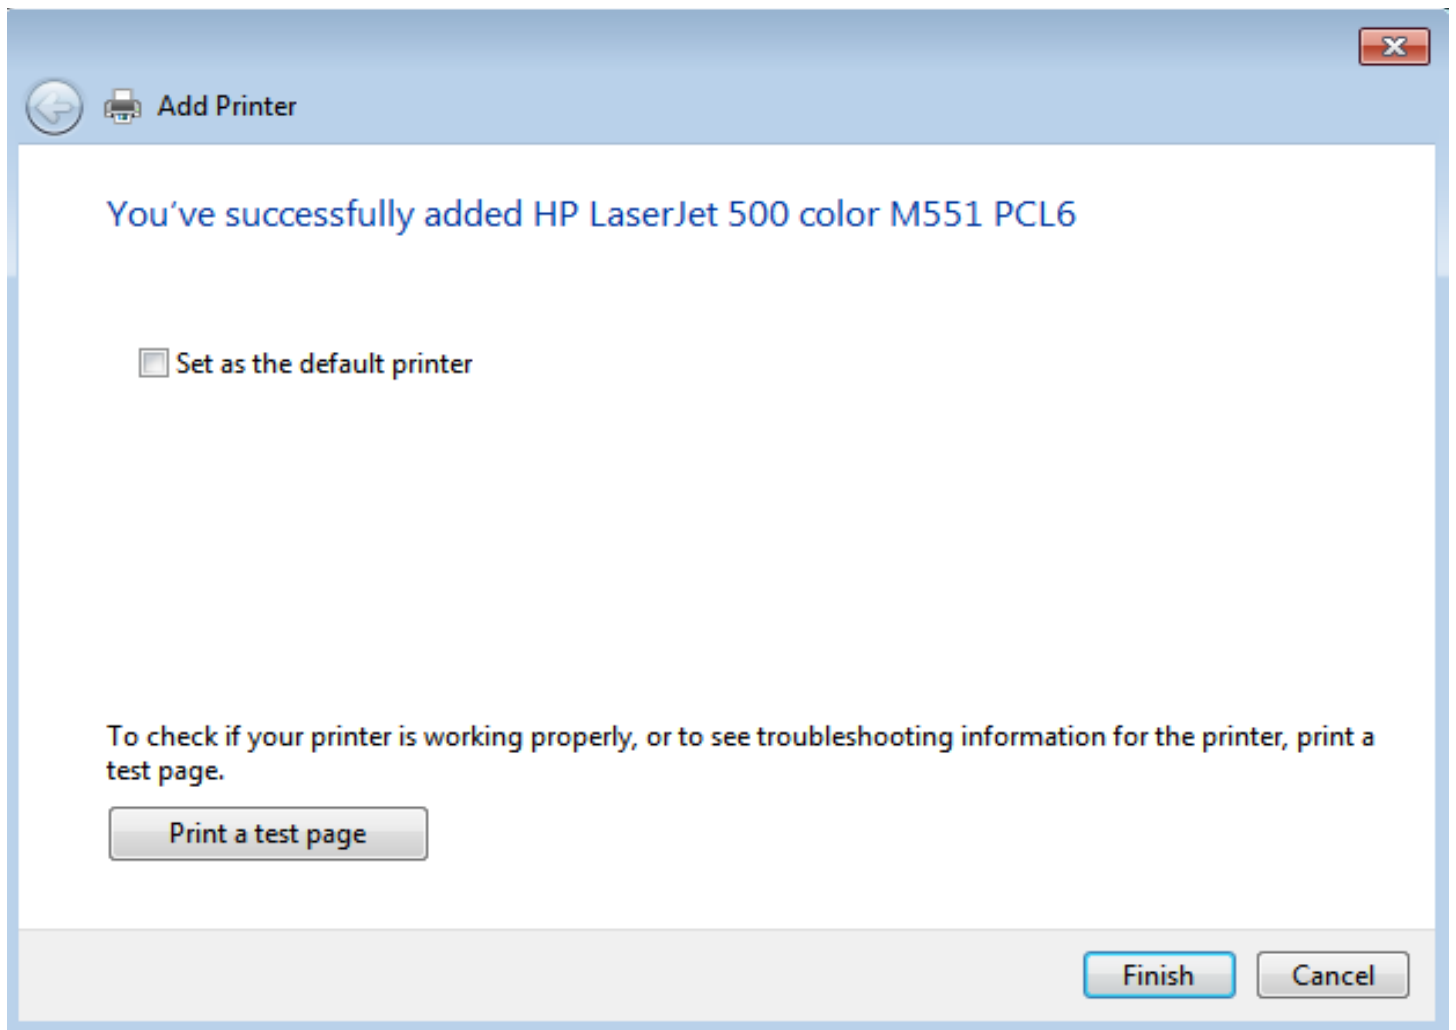 Add Printer
You´ve successfully added HP LaserJet 500 color M551 PCL6
Set as the default printer
To check if your printer is working properly, or to see troubleshooting information for the printer, print a
test page.
Print a test page
Finish
Cancel